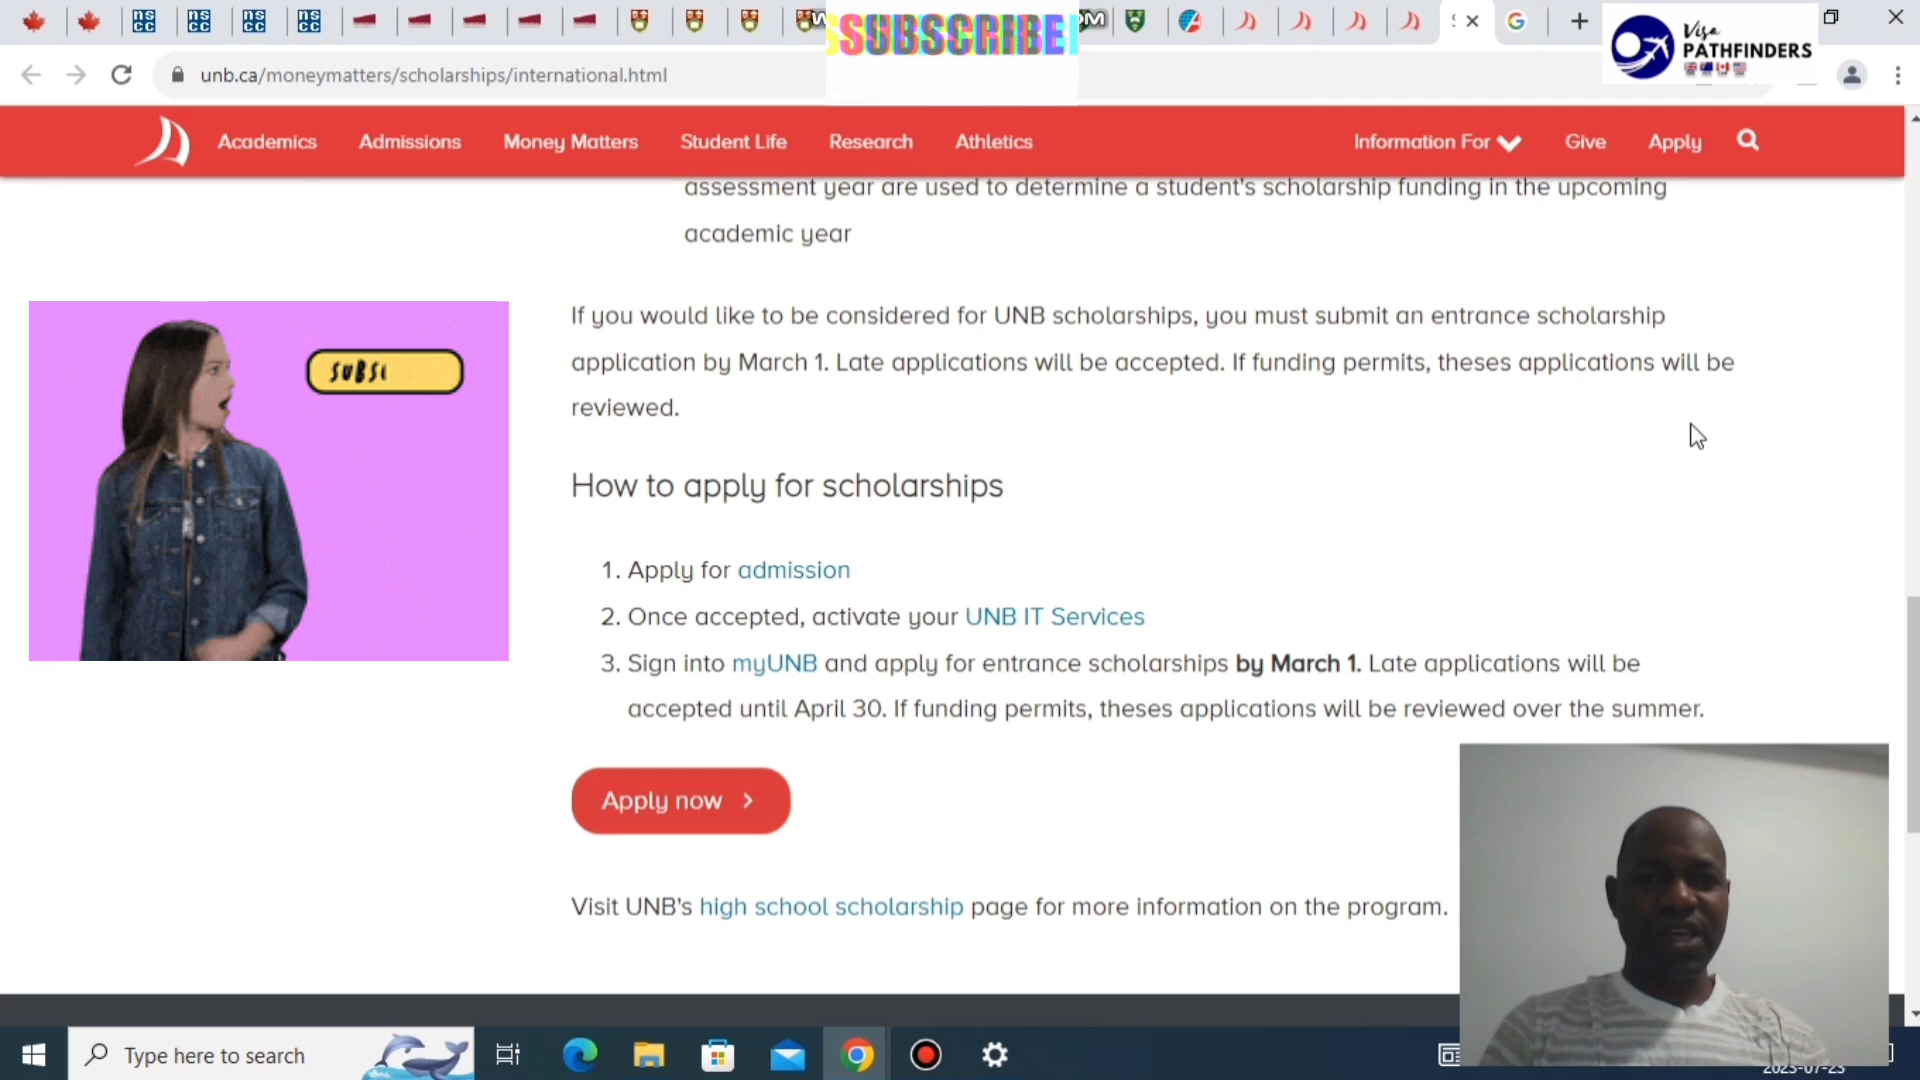 SSUBSCRIBE
Visa
PATHFINDERS
unb.ca/moneymatters/scholarships/international.html
Academics Admissions Money Matters Student Life Research Athletics Information For Give Apply
assessment year are used to determine a student's scholarship funding in the upcoming
academic year
If you would like to be considered for UNB scholarships, you must submit an entrance scholarship
application by March 1. Late applications will be accepted. If funding permits, theses applications will be
reviewed.
SUBSC
How to apply for scholarships
1. Apply for admission
2. Once accepted, activate your UNB IT Services
3. Sign into myUNB and apply for entrance scholarships by March 1. Late applications will be
accepted until April 30. If funding permits, theses applications will be reviewed over the summer.
Apply now
Visit UNB's high school scholarship page for more information on the program.
Type here to search
2023-07-23